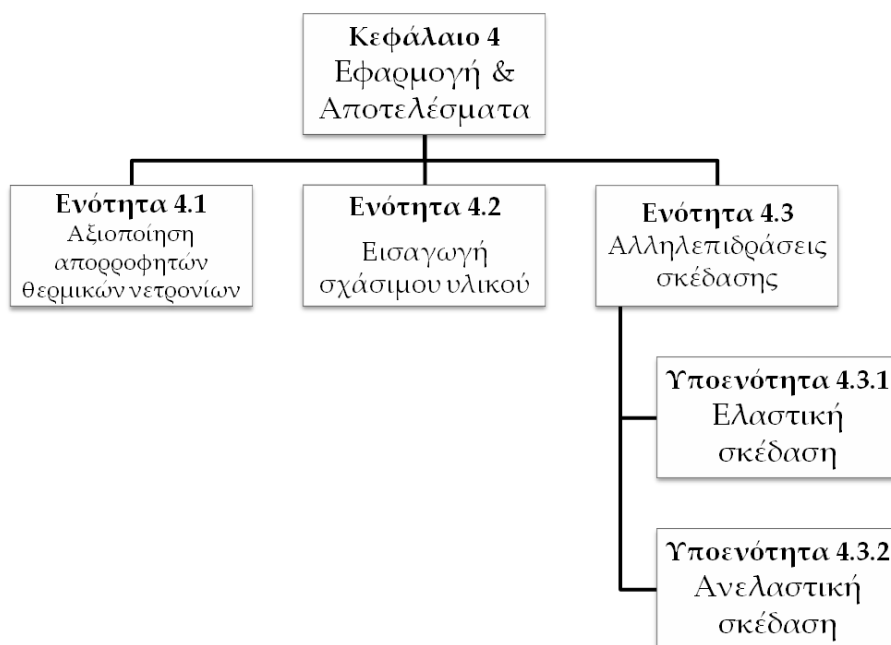 Κεφάλαιο 4
Εφαρμογή &
Αποτελέσματα
Ενότητα 4.1
Αξιοποίηση
απορροφητών
θερμικών νετρονίων
Ενότητα 4.2
Εισαγωγή
σχάσιμου υλικού
Ενότητα 4.3
Αλληλεπιδράσεις
σκέδασης
Υποενότητα 4.3.1
Ελαστική
σκέδαση
Υποενότητα 4.3.2
Ανελαστική
σκέδαση